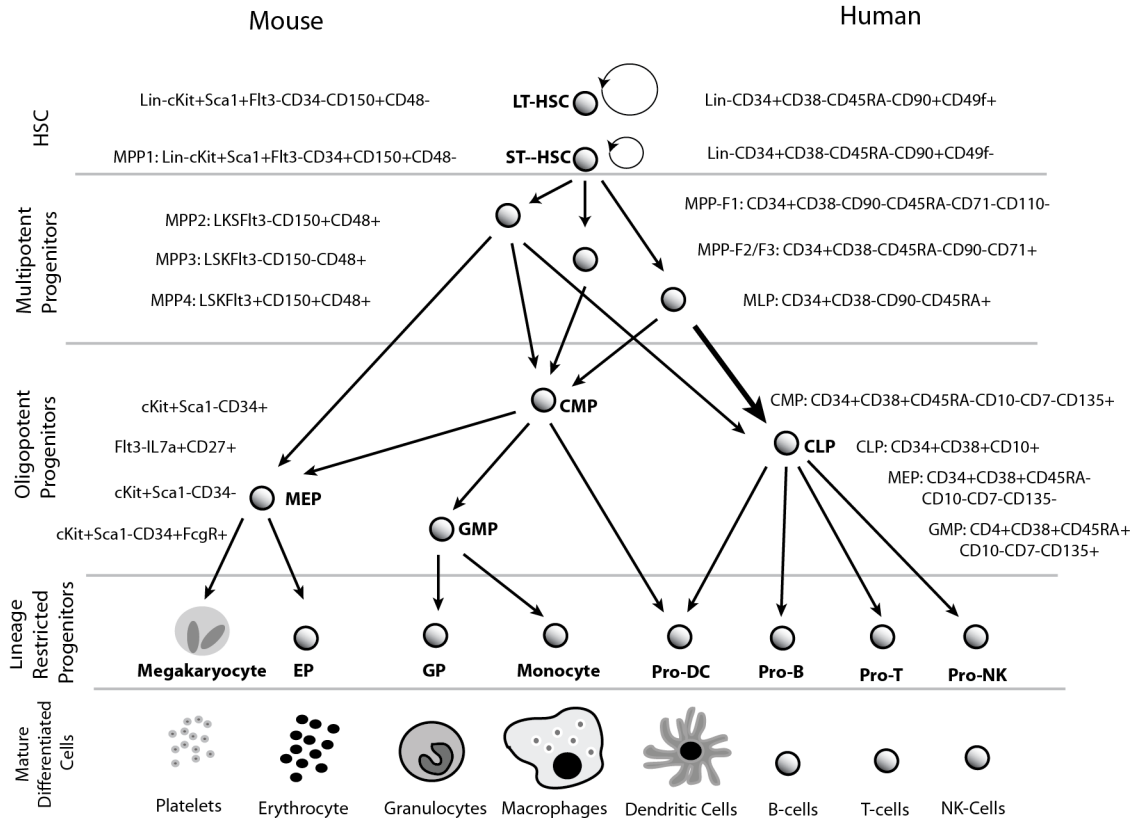 Mouse
Human
HSC
Lin-cKit+Sca1+Flt3-CD34-CD150+CD48-
LT-HSC
Lin-CD34+CD38-CD45RA-CD90+CD49f+
MPP1: Lin-cKit+Sca1+Flt3-CD34+CD150+CD48-
ST--HSC
Lin-CD34+CD38-CD45RA-CD90+CD49f-
Multipotent
Progenitors
MPP2: LKSFlt3-CD150+CD48+
MPP3: LSKFlt3-CD150-CD48+
MPP4: LSKFlt3+CD150+CD48+
MPP-F1: CD34+CD38-CD90-CD45RA-CD71-CD110-
MPP-F2/F3: CD34+CD38-CD45RA-CD90-CD71+
MLP: CD34+CD38-CD90-CD45RA+
Oligopotent
Progenitors
cKit+Sca1-CD34+
Flt3-IL7a+CD27+
cKit+Sca1-CD34-
cKit+Sca1-CD34+FcgR+
CMP
CLP
MEP
GMP
CMP: CD34+CD38+CD45RA-CD10-CD7-CD135+
CLP: CD34+CD38+CD10+
MEP: CD34+CD38+CD45RA-
CD10-CD7-CD135-
GMP: CD4+CD38+CD45RA+
CD10-CD7-CD135+
Lineage
Restricted
Progenitors
Megakaryocyte
EP
GP
Monocyte
Pro-DC
Pro-B
Pro-T
Pro-NK
Mature
Differentiated
Cells
Platelets
Erythrocyte
Granulocytes
Macrophages
Dendritic Cells
B-cells
T-cells
NK-Cells